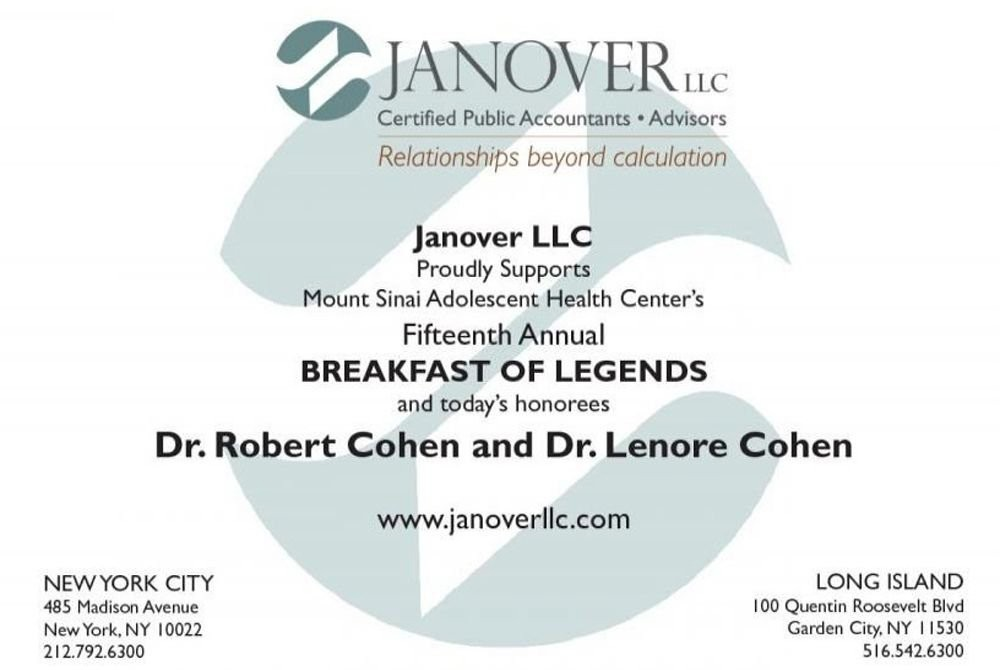 JANOVER LLC
Certified Public Accountants • Advisors
Relationships beyond calculation
Janover LLC
Proudly Supports
Mount Sinai Adolescent Health Center's
Fifteenth Annual
BREAKFAST OF LEGENDS
and today's honorees
Dr. Robert Cohen and Dr. Lenore Cohen
www.janoverllc.com
NEW YORK CITY
485 Madison Avenue
New York, NY 10022
212.792.6300
LONG ISLAND
100 Quentin Roosevelt Blvd
Garden City, NY 11530
516.542.6300